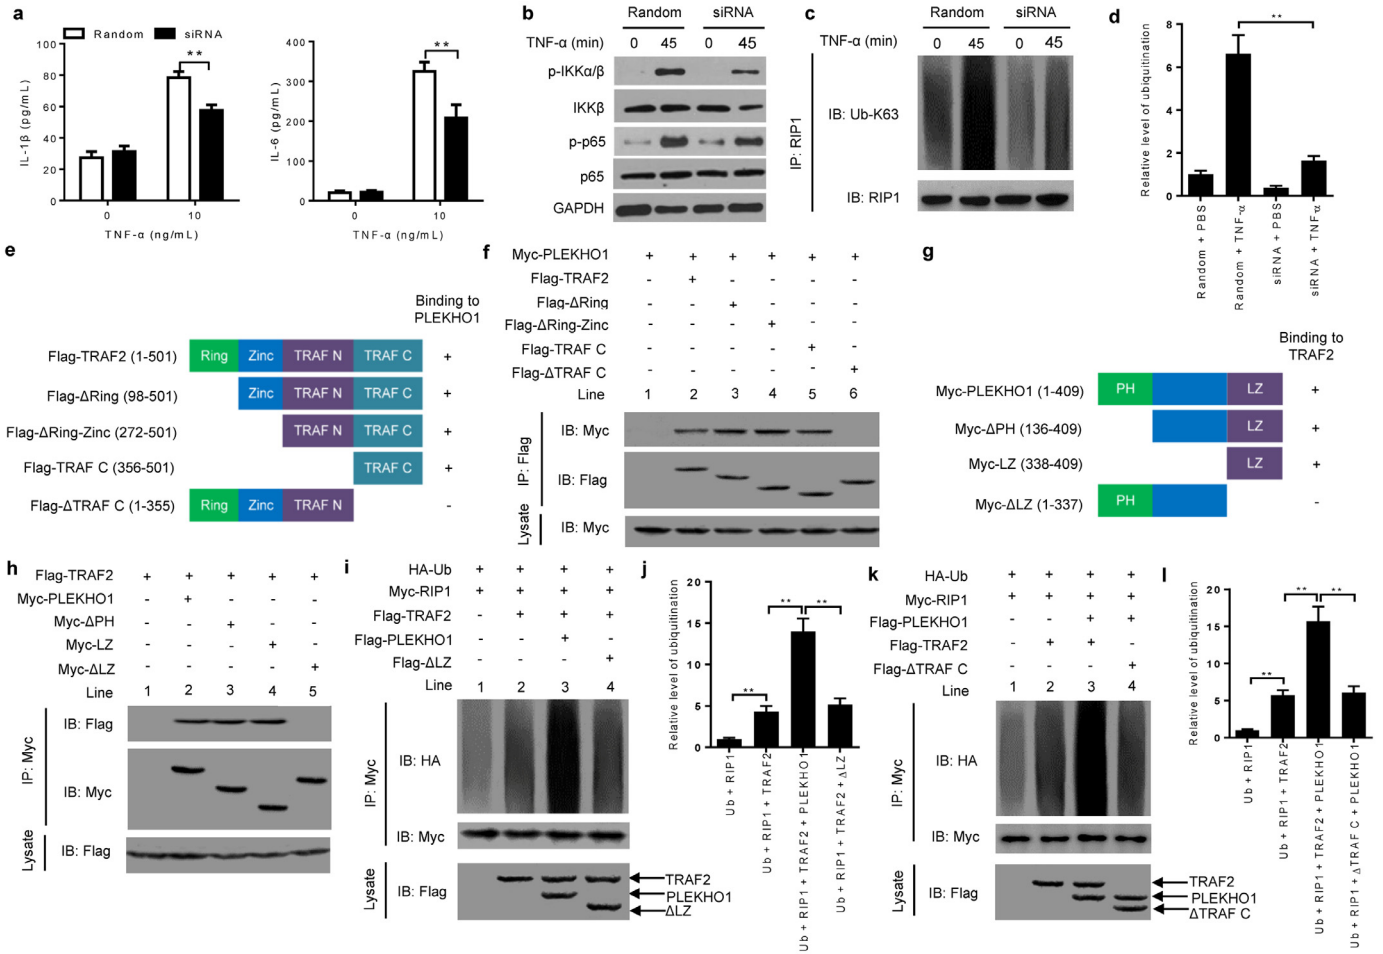 a
Random siRNA
IL-1β (pg/mL)
100
80
60
40
20
0
**
0 10
TNF-α (ng/mL)
IL-6 (pg/mL)
400
300
200
100
0
**
0 10
TNF-α (ng/mL)
b
Random siRNA
TNF-α (min) 0 45 0 45
p-IKKα/β
IKKβ
p-p65
p65
GAPDH
c
Random siRNA
TNF-α (min) 0 45 0 45
IP: RIP1
IB: Ub-K63
IB: RIP1
d
Relative level of ubiquitination
8
6
4
2
0
**
Random + PBS
Random + TNF-α
siRNA + PBS
siRNA + TNFα
e
Binding to
PLEKHO1
Flag-TRAF2 (1-501) Ring Zinc TRAF N TRAF C +
Flag-ΔRing (98-501) Zinc TRAF N TRAF C +
Flag-ΔRing-Zinc (272-501) TRAF N TRAF C +
Flag-TRAF C (356-501) TRAF C +
Flag-ΔTRAF C (1-355) Ring Zinc TRAF N -
f
Myc-PLEKHO1 + + + + + +
Flag-TRAF2 - + - - - -
Flag-ΔRing - - + - - -
Flag-ΔRing-Zinc - - - + - -
Flag-TRAF C - - - - + -
Flag-ΔTRAF C - - - - - +
Line 1 2 3 4 5 6
IP: Flag
IB: Myc
IB: Flag
Lysate
IB: Myc
g
Binding to
TRAF2
Myc-PLEKHO1 (1-409) PH LZ +
Myc-ΔPH (136-409) LZ +
Myc-LZ (338-409) LZ +
Myc-ΔLZ (1-337) PH -
h
Flag-TRAF2 + + + + +
Myc-PLEKHO1 - + - - -
Myc-ΔPH - - + - -
Myc-LZ - - - + -
Myc-ΔLZ - - - - +
Line 1 2 3 4 5
IP: Myc
IB: Flag
IB: Myc
Lysate
IB: Flag
i
HA-Ub + + + +
Myc-RIP1 + + + +
Flag-TRAF2 - + + +
Flag-PLEKHO1 - - + -
Flag-ΔLZ - - - +
Line 1 2 3 4
IP: Myc
IB: HA
IB: Myc
Lysate
IB: Flag
TRAF2
PLEKHO1
ΔLZ
j
Relative level of ubiquitination
20
15
10
5
0
** ** **
Ub + RIP1
Ub + RIP1 + TRAF2
Ub + RIP1 + TRAF2 + PLEKHO1
Ub + RIP1 + TRAF2 + ΔLZ
k
HA-Ub + + + +
Myc-RIP1 + + + +
Flag-PLEKHO1 - - + +
Flag-TRAF2 - + + -
Flag-ΔTRAF C - - - +
Line 1 2 3 4
IP: Myc
IB: HA
IB: Myc
Lysate
IB: Flag
TRAF2
PLEKHO1
ΔTRAF C
l
Relative level of ubiquitination
20
15
10
5
0
** ** **
Ub + RIP1
Ub + RIP1 + TRAF2
Ub + RIP1 + TRAF2 + PLEKHO1
Ub + RIP1 + Δ TRAF C + PLEKHO1